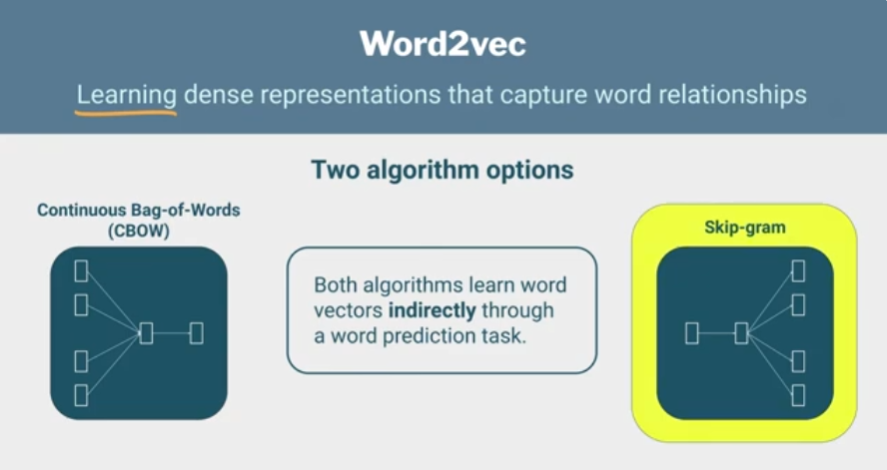 Word2vec
Learning dense representations that capture word relationships
Two algorithm options
Continuous Bag-of-Words
(CBOW)
Both algorithms learn word
vectors indirectly through
a word prediction task.
Skip-gram